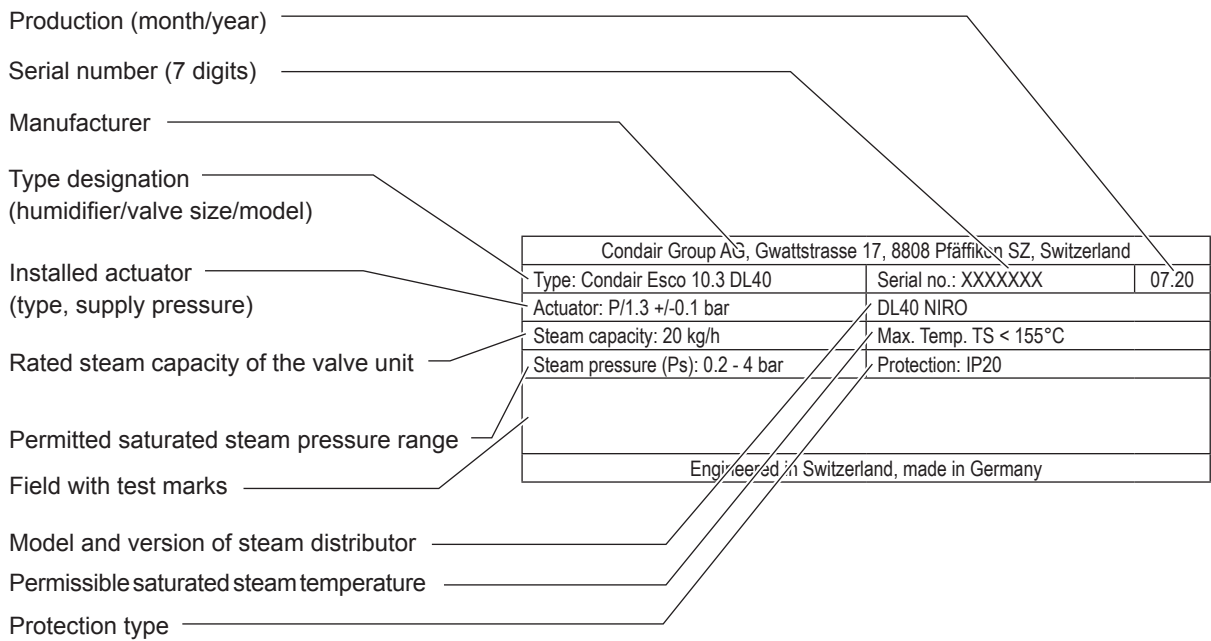 Production (month/year)
Serial number (7 digits)
Manufacturer
Type designation
(humidifier/valve size/model)
Installed actuator
(type, supply pressure)
Rated steam capacity of the valve unit
Permitted saturated steam pressure range
Field with test marks
Model and version of steam distributor
Permissible saturated steam temperature
Protection type
Condair Group AG, Gwattstrasse 17, 8808 Pfäffikon SZ, Switzerland
Type: Condair Esco 10.3 DL40 Serial no.: XXXXXXX 07.20
Actuator: P/1.3 +/-0.1 bar DL40 NIRO
Steam capacity: 20 kg/h Max. Temp. TS < 155°C
Steam pressure (Ps): 0.2 - 4 bar Protection: IP20
Engineered in Switzerland, made in Germany